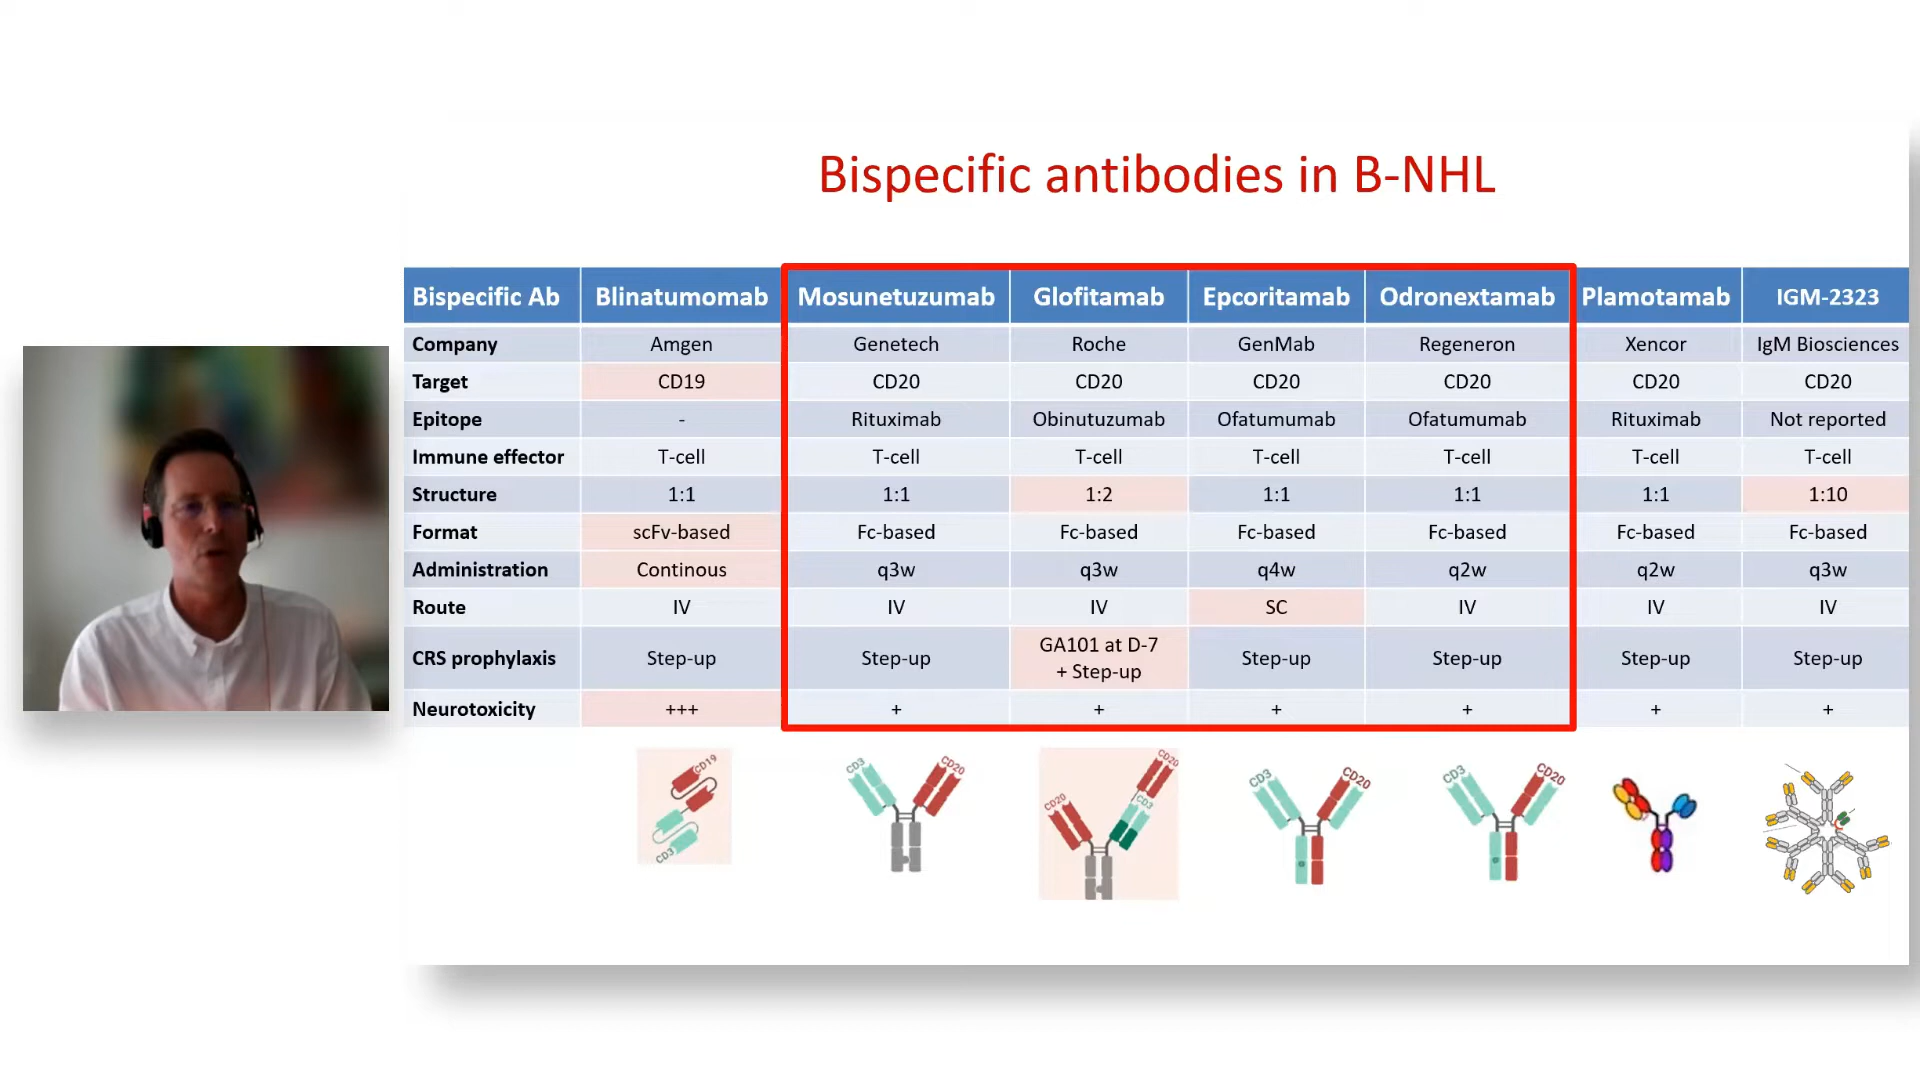 Bispecific antibodies in B-NHL
Bispecific Ab Blinatumomab Mosunetuzumab Glofitamab Epcoritamab Odronextamab Plamotamab IGM-2323
Company Amgen Genetech Roche GenMab Regeneron Xencor IgM Biosciences
Target CD19 CD20 CD20 CD20 CD20 CD20 CD20
Epitope - Rituximab Obinutuzumab Ofatumumab Ofatumumab Rituximab Not reported
Immune effector T-cell T-cell T-cell T-cell T-cell T-cell T-cell
Structure 1:1 1:1 1:2 1:1 1:1 1:1 1:10
Format scFv-based Fc-based Fc-based Fc-based Fc-based Fc-based Fc-based
Administration Continous q3w q3w q4w q2w q2w q3w
Route IV IV IV SC IV IV IV
CRS prophylaxis Step-up Step-up GA101 at D-7
+ Step-up Step-up Step-up Step-up Step-up
Neurotoxicity +++ + + + + + +
CD19
CD3
CD3 CD20
CD20 CD20
CD3
CD3 CD20
CD3 CD20